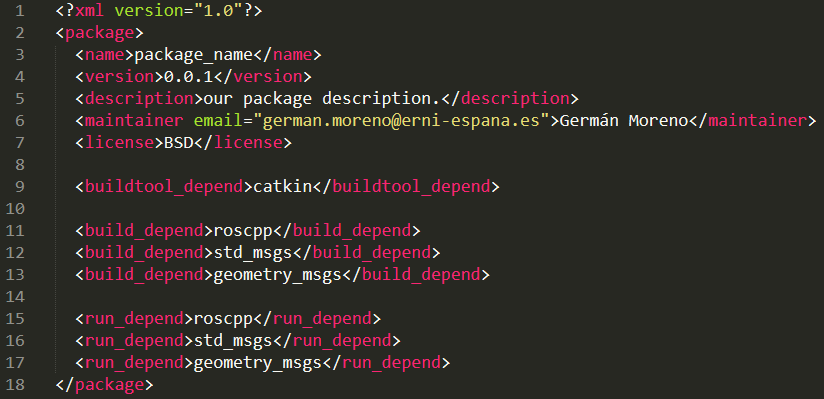 1 <?xml version="1.0"?>
2 <package>
3 <name>package_name</name>
4 <version>0.0.1</version>
5 <description>our package description.</description>
6 <maintainer email="german.moreno@erni-espana.es">Germán Moreno</maintainer>
7 <license>BSD</license>
8
9 <buildtool_depend>catkin</buildtool_depend>
10
11 <build_depend>roscpp</build_depend>
12 <build_depend>std_msgs</build_depend>
13 <build_depend>geometry_msgs</build_depend>
14
15 <run_depend>roscpp</run_depend>
16 <run_depend>std_msgs</run_depend>
17 <run_depend>geometry_msgs</run_depend>
18 </package>